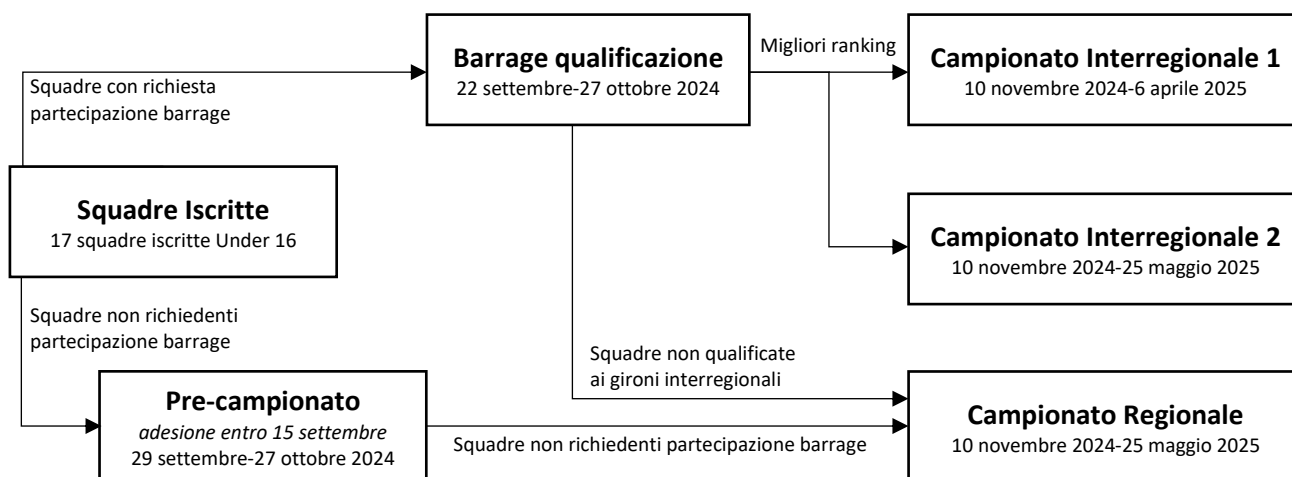 Barrage qualificazione
22 settembre-27 ottobre 2024
Migliori ranking
Campionato Interregionale 1
10 novembre 2024-6 aprile 2025
Squadre con richiesta
partecipazione barrage
Squadre Iscritte
17 squadre iscritte Under 16
Campionato Interregionale 2
10 novembre 2024-25 maggio 2025
Squadre non richiedenti
partecipazione barrage
Squadre non qualificate
ai gironi interregionali
Pre-campionato
adesione entro 15 settembre
29 settembre-27 ottobre 2024
Squadre non richiedenti partecipazione barrage
Campionato Regionale
10 novembre 2024-25 maggio 2025